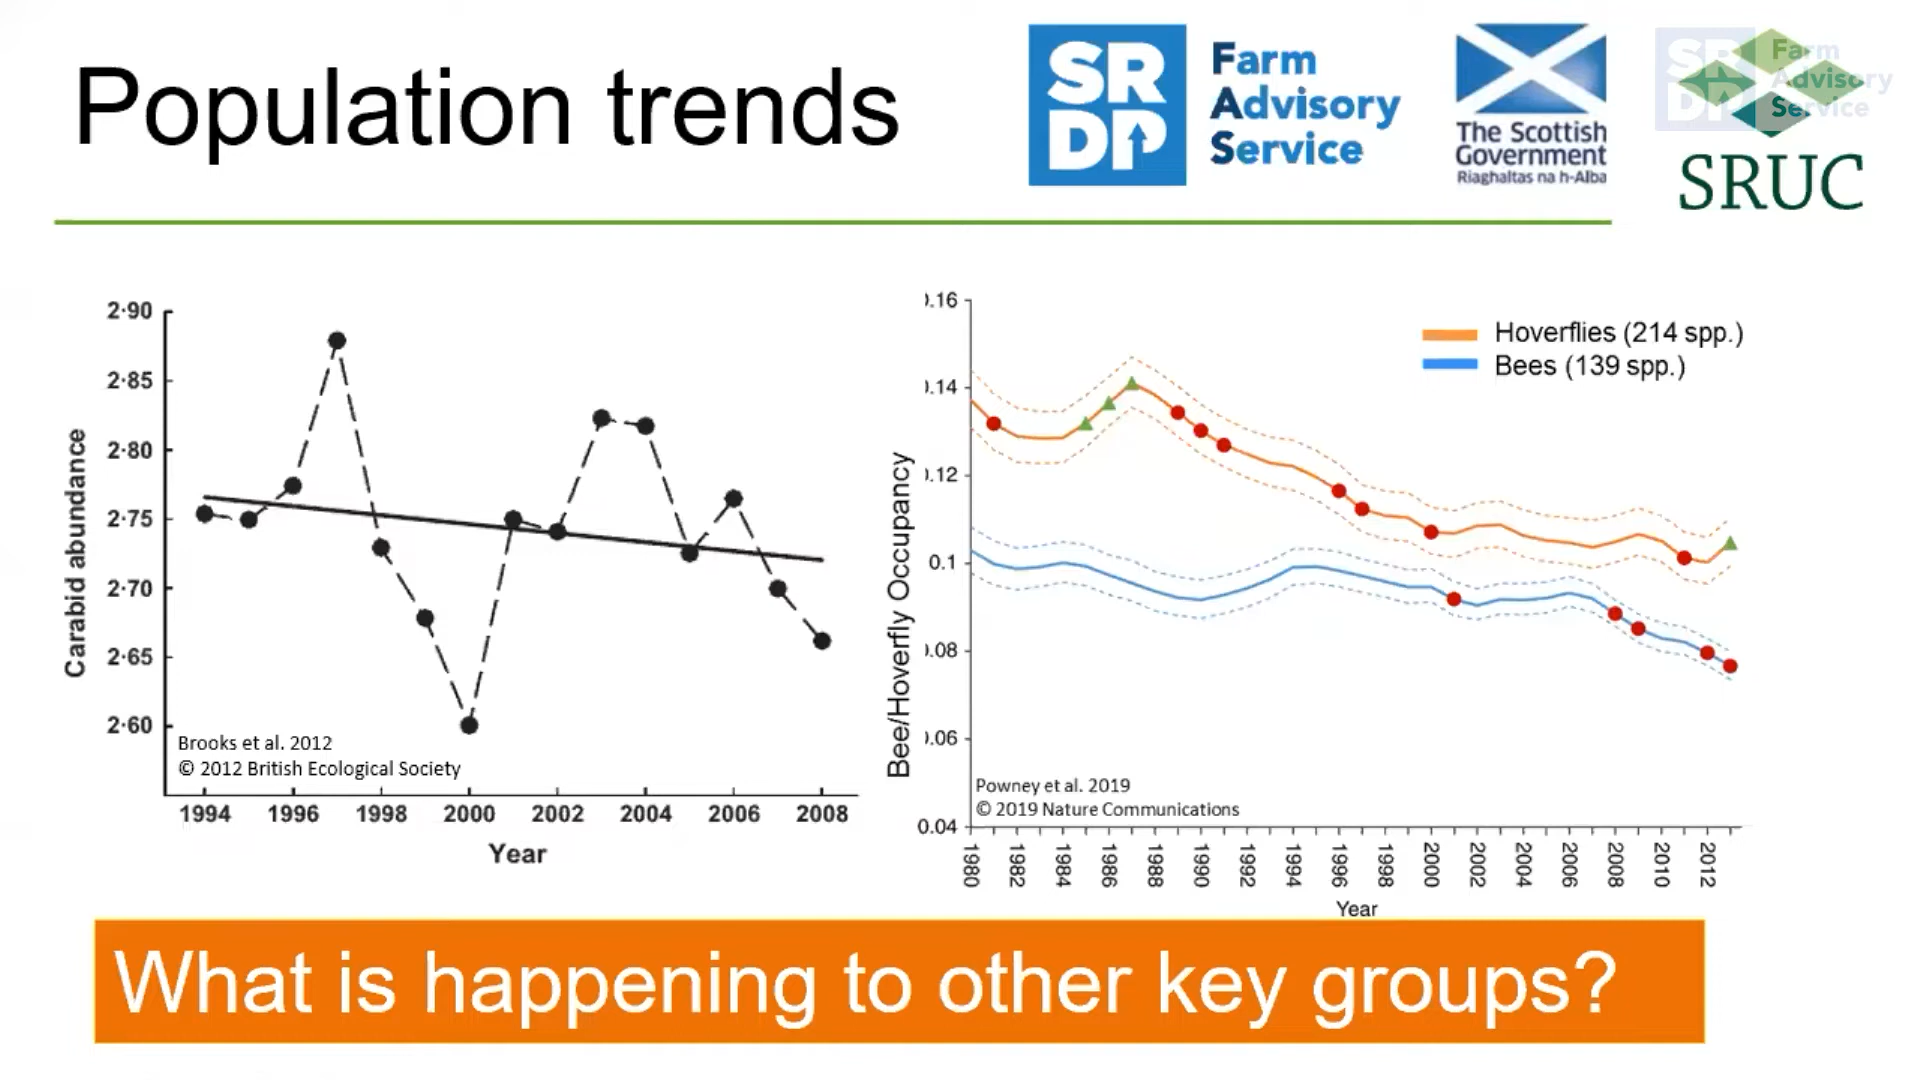 Population trends
SRDP
Farm
Advisory
Service
The Scottish
Government
Riaghaltas na h-Alba
SRDP
Farm
Advisory
Service
SRUC
2·90
2·85
2·80
2·75
2·70
2·65
2·60
Carabid abundance
Brooks et al. 2012
© 2012 British Ecological Society
1994 1996 1998 2000 2002 2004 2006 2008
Year
Hoverflies (214 spp.)
Bees (139 spp.)
.16
.14
.12
0.1
.08
.06
0.04
Bee/Hoverfly Occupancy
Powney et al. 2019
© 2019 Nature Communications
1980 1982 1984 1986 1988 1990 1992 1994 1996 1998 2000 2002 2004 2006 2008 2010 2012
Year
What is happening to other key groups?